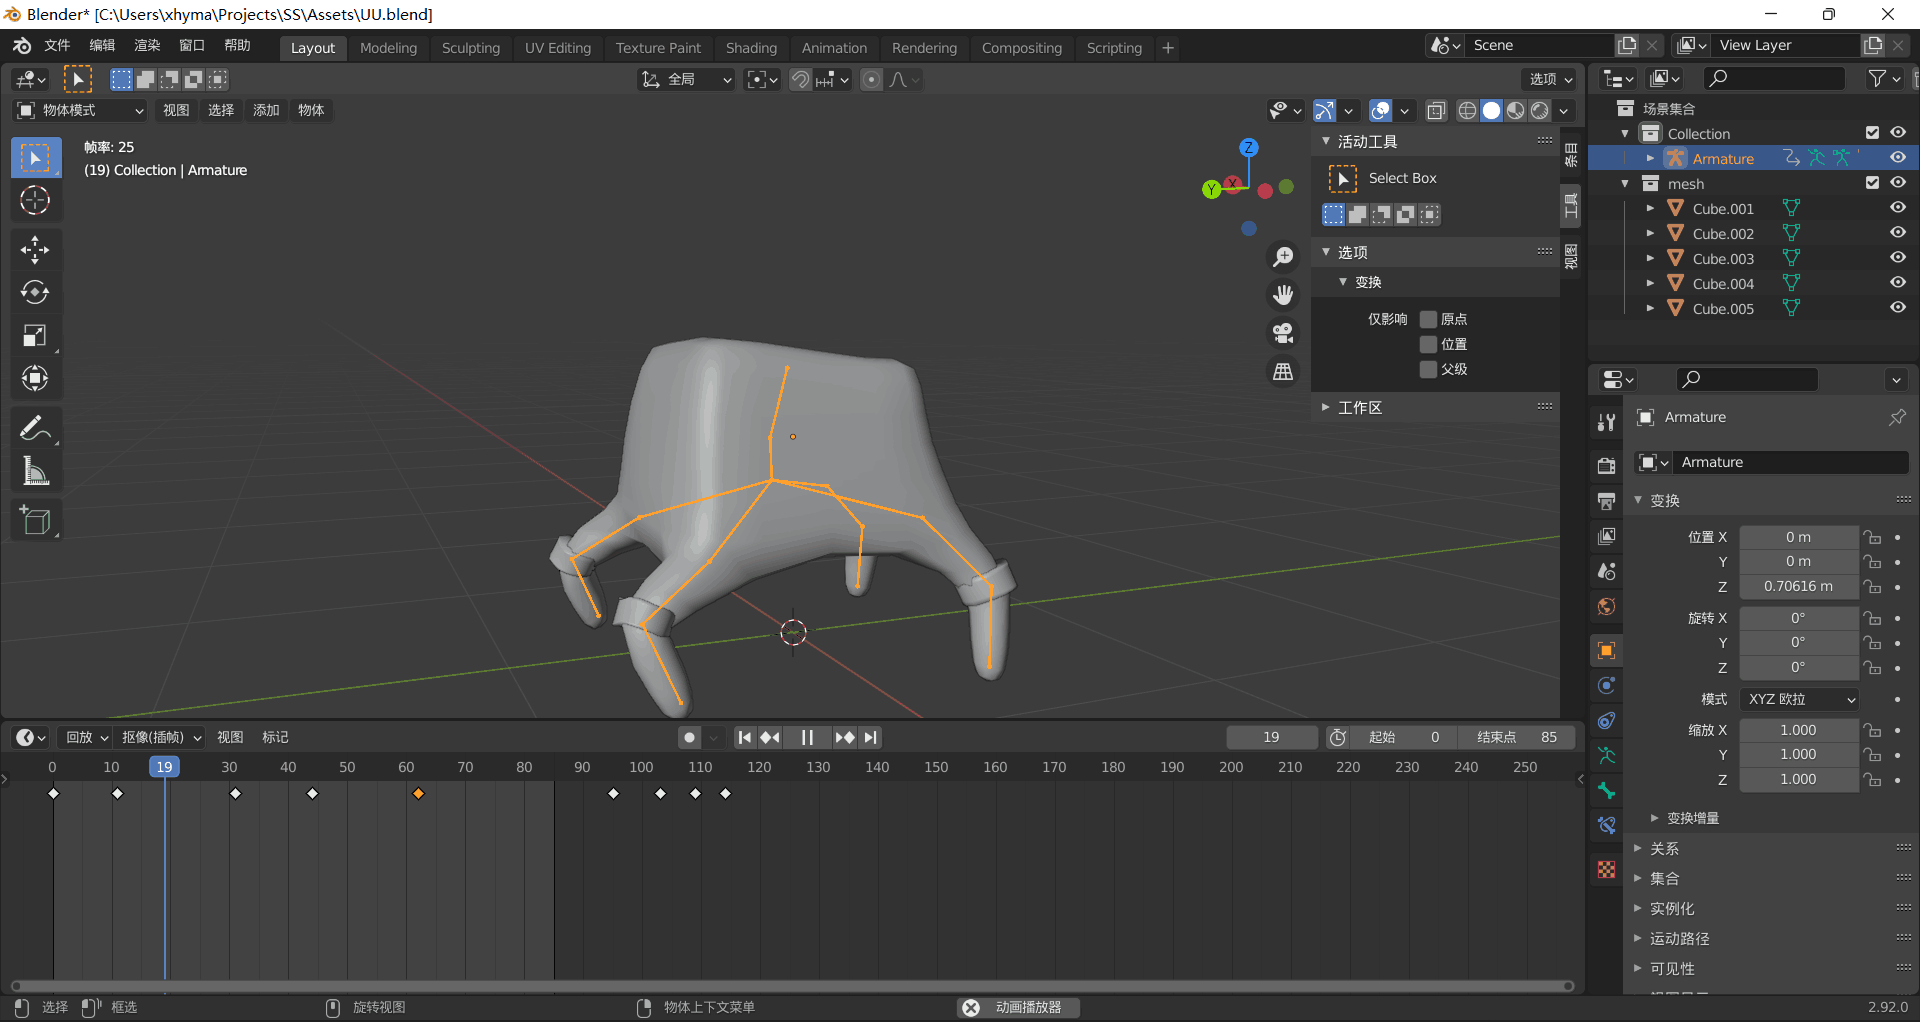 Blender* [C:\Users\xhyma\Projects\SS\Assets\UU.blend]
文件 编辑 渲染 窗口 帮助 Layout Modeling Sculpting UV Editing Texture Paint Shading Animation Rendering Compositing Scripting + Scene View Layer
全局 选项
物体模式 视图 选择 添加 物体
帧率: 25
(19) Collection | Armature
Z
Y
X
活动工具
Select Box
选项
变换
仅影响 原点
位置
父级
工作区
条目
工具
视图
场景集合
Collection
Armature
mesh
Cube.001
Cube.002
Cube.003
Cube.004
Cube.005
Armature
Armature
变换
位置 X 0 m
Y 0 m
Z 0.70616 m
旋转 X 0°
Y 0°
Z 0°
模式 XYZ 欧拉
缩放 X 1.000
Y 1.000
Z 1.000
变换增量
关系
集合
实例化
运动路径
可见性
回放 抠像(插帧) 视图 标记 19 起始 0 结束点 85
0 10 19 30 40 50 60 70 80 90 100 110 120 130 140 150 160 170 180 190 200 210 220 230 240 250
选择 框选 旋转视图 物体上下文菜单 动画播放器 2.92.0